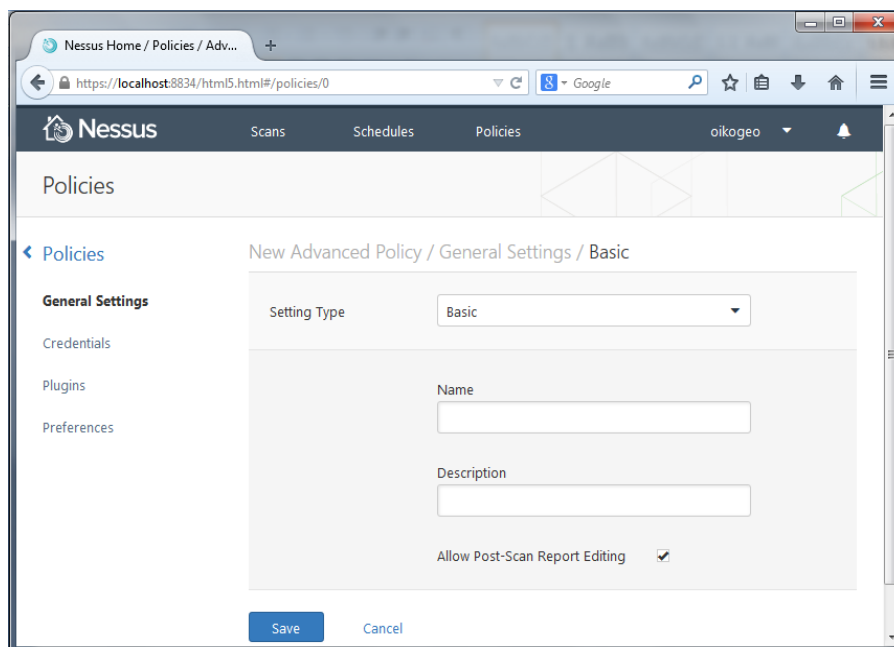 Nessus Home / Policies / Adv...
https://localhost:8834/html5.html#/policies/0
8 Google
Nessus Scans Schedules Policies oikogeo
Policies
Policies New Advanced Policy / General Settings / Basic
General Settings Setting Type Basic
Credentials
Plugins Name
Preferences
Description
Allow Post-Scan Report Editing
Save Cancel